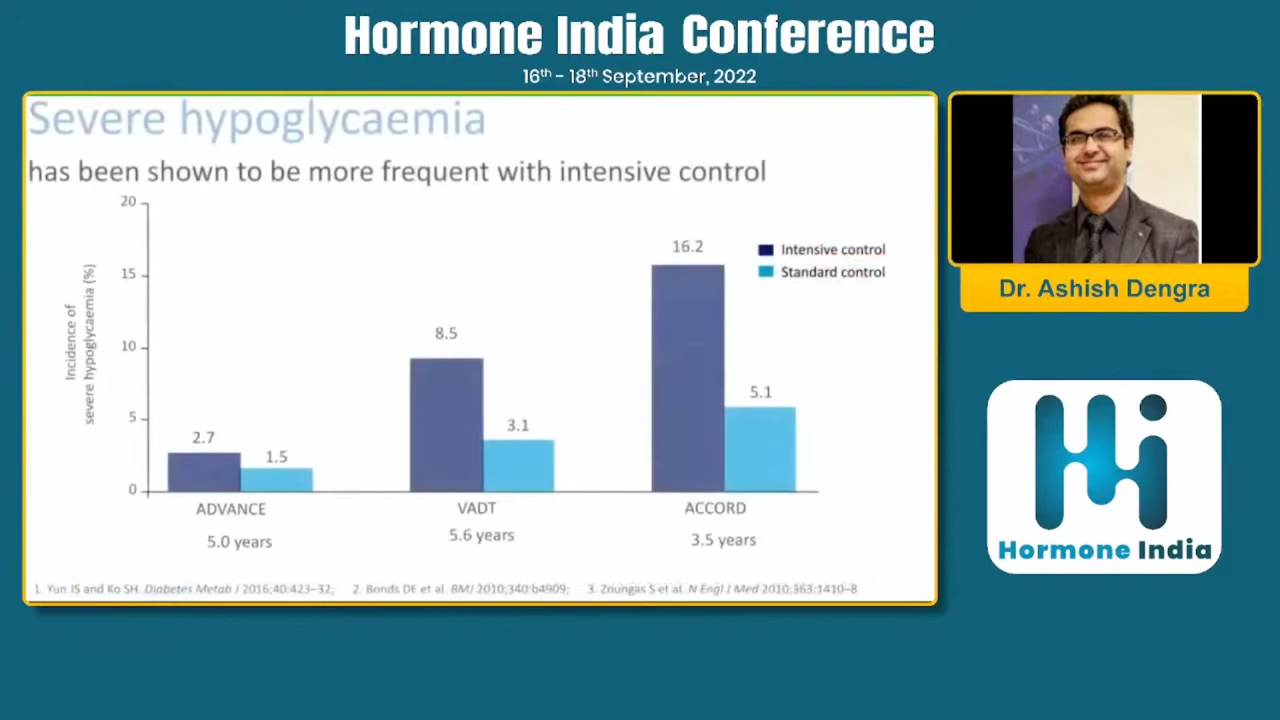 Hormone India Conference
16th - 18th September, 2022
Severe hypoglycaemia
has been shown to be more frequent with intensive control
20
15
10
5
0
Incidence of
severe hypoglycaemia (%)
Intensive control
Standard control
2.7
1.5
8.5
3.1
16.2
5.1
ADVANCE
VADT
ACCORD
5.0 years
5.6 years
3.5 years
1. Yun JS and Ko SH. Diabetes Metab J 2016;40:423–32; 2. Bonds DE et al. BMJ 2010;340:b4909; 3. Zoungas S et al. N Engl J Med 2010;363:1410–8
Dr. Ashish Dengra
Hormone India